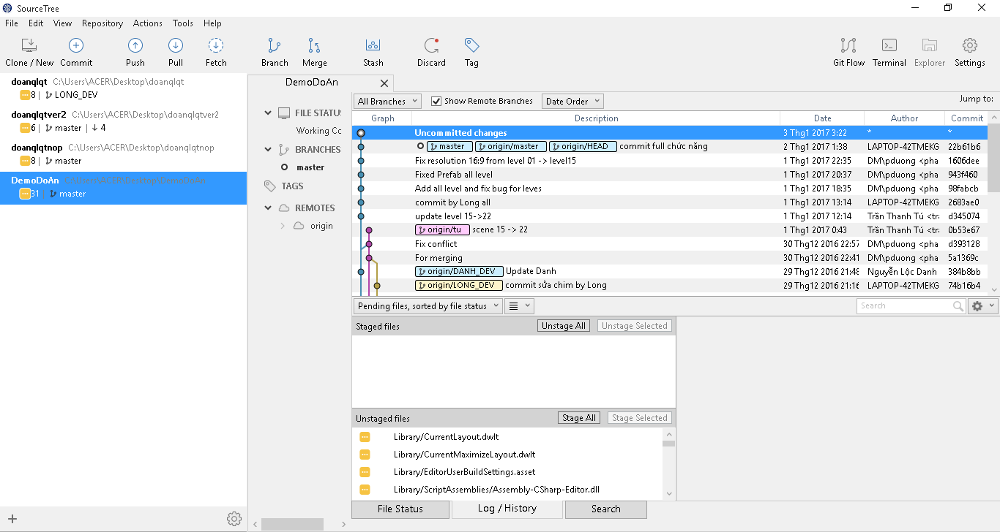 SourceTree
File Edit View Repository Actions Tools Help
Clone / New Commit Push Pull Fetch Branch Merge Stash Discard Tag Git Flow Terminal Explorer Settings
doanqlqt C:\Users\ACER\Desktop\doanqlqt
8 | LONG_DEV
doanqlqtver2 C:\Users\ACER\Desktop\doanqlqtver2
6 | master | 4
doanqlqtnop C:\Users\ACER\Desktop\doanqlqtnop
8 | master
DemoDoAn C:\Users\ACER\Desktop\DemoDoAn
31 | master
DemoDoAn
FILE STATU
Working Co
BRANCHES
master
TAGS
REMOTES
origin
All Branches Show Remote Branches Date Order Jump to:
Graph Description Date Author Commit
Uncommitted changes 3 Thg1 2017 3:22 * *
master origin/master origin/HEAD commit full chức năng 2 Thg1 2017 1:38 LAPTOP-42TMEKG 22b61b6
Fix resolution 16:9 from level 01 -> level15 1 Thg1 2017 22:35 DM\pduong <pha 1606dee
Fixed Prefab all level 1 Thg1 2017 20:37 DM\pduong <pha 943f460
Add all level and fix bug for leves 1 Thg1 2017 18:35 DM\pduong <pha 98fabcb
commit by Long all 1 Thg1 2017 13:14 LAPTOP-42TMEKG 2683ae0
update level 15->22 1 Thg1 2017 12:14 Trần Thanh Tú <tr d345074
origin/tu scene 15 -> 22 1 Thg1 2017 0:43 Trần Thanh Tú <tr 0b53e67
Fix conflict 30 Thg12 2016 22:57 DM\pduong <pha d393128
For merging 30 Thg12 2016 22:41 DM\pduong <pha 5a1369c
origin/DANH_DEV Update Danh 29 Thg12 2016 21:48 Nguyễn Lộc Danh 384b8bb
origin/LONG_DEV commit sửa chim by Long 29 Thg12 2016 21:16 LAPTOP-42TMEKG 74b16b4
Pending files, sorted by file status Search
Staged files Unstage All Unstage Selected
Unstaged files Stage All Stage Selected
Library/CurrentLayout.dwlt
Library/CurrentMaximizeLayout.dwlt
Library/EditorUserBuildSettings.asset
Library/ScriptAssemblies/Assembly-CSharp-Editor.dll
File Status Log / History Search